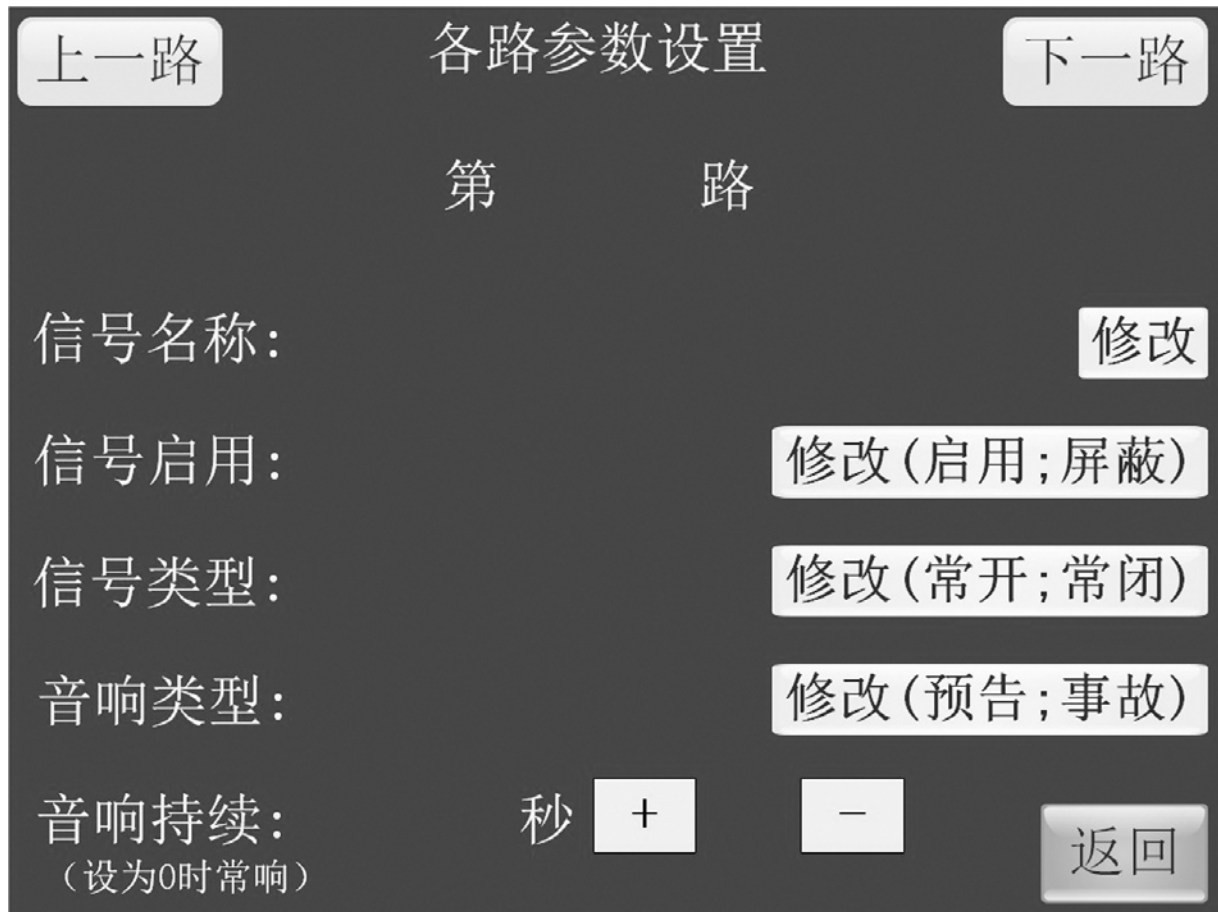 上一路 各路参数设置 下一路
第 路
信号名称: 修改
信号启用: 修改(启用;屏蔽)
信号类型: 修改(常开;常闭)
音响类型: 修改(预告;事故)
音响持续: 秒 + -
(设为0时常响) 返回